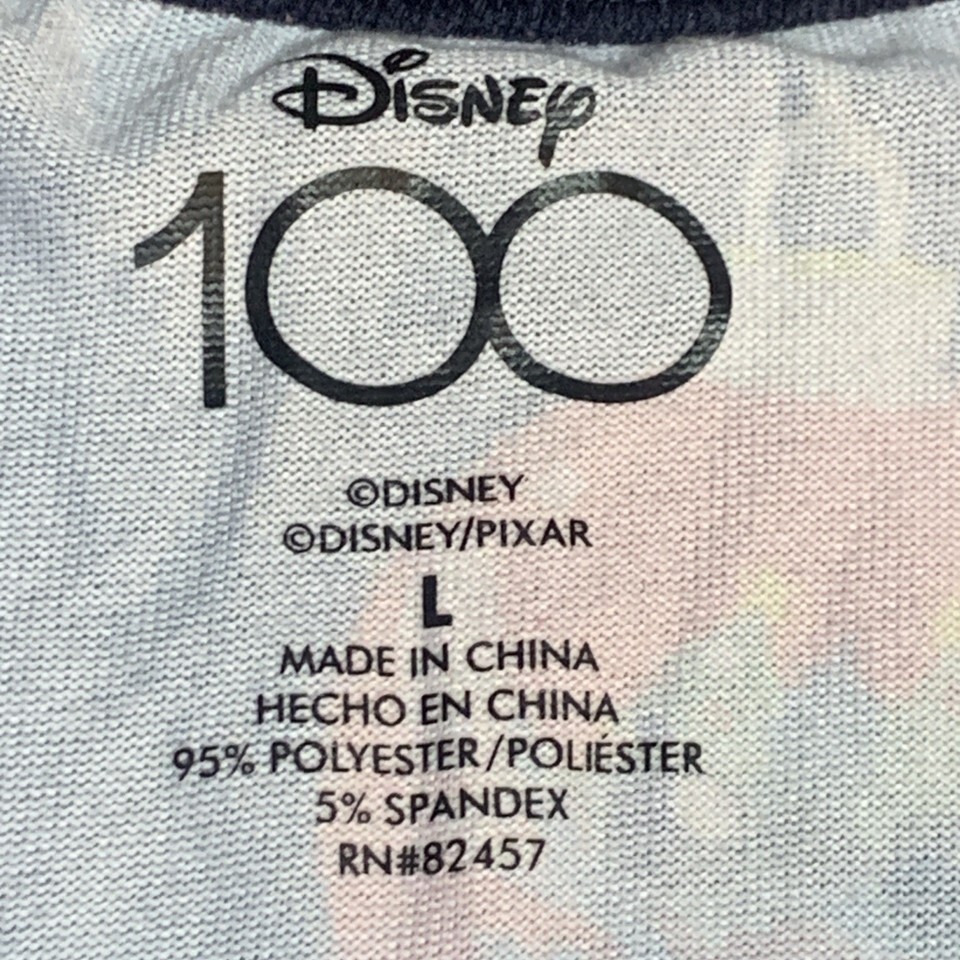 Disney
100
©DISNEY
©DISNEY/PIXAR
L
MADE IN CHINA
HECHO EN CHINA
95% POLYESTER/POLIÉSTER
5% SPANDEX
RN#82457